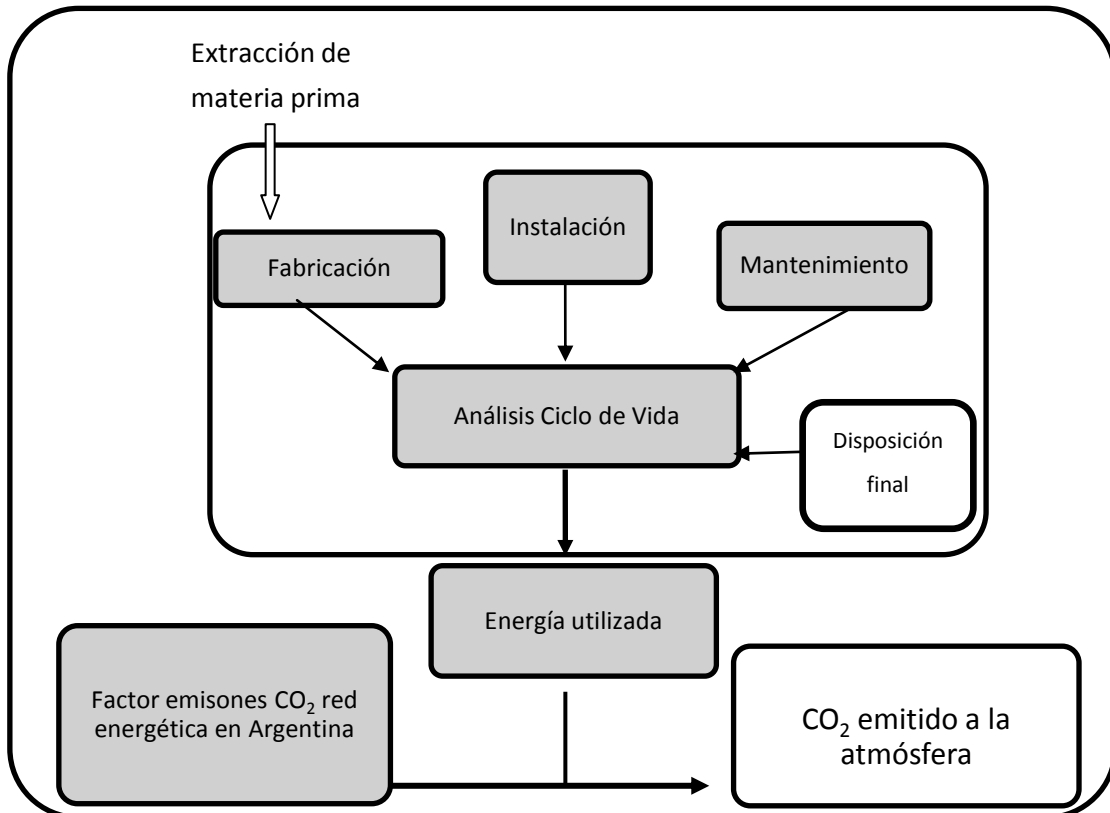 Extracción de
materia prima
Instalación
Fabricación
Mantenimiento
Análisis Ciclo de Vida
Disposición
final
Energía utilizada
Factor emisones CO₂ red
energética en Argentina
CO₂ emitido a la
atmósfera